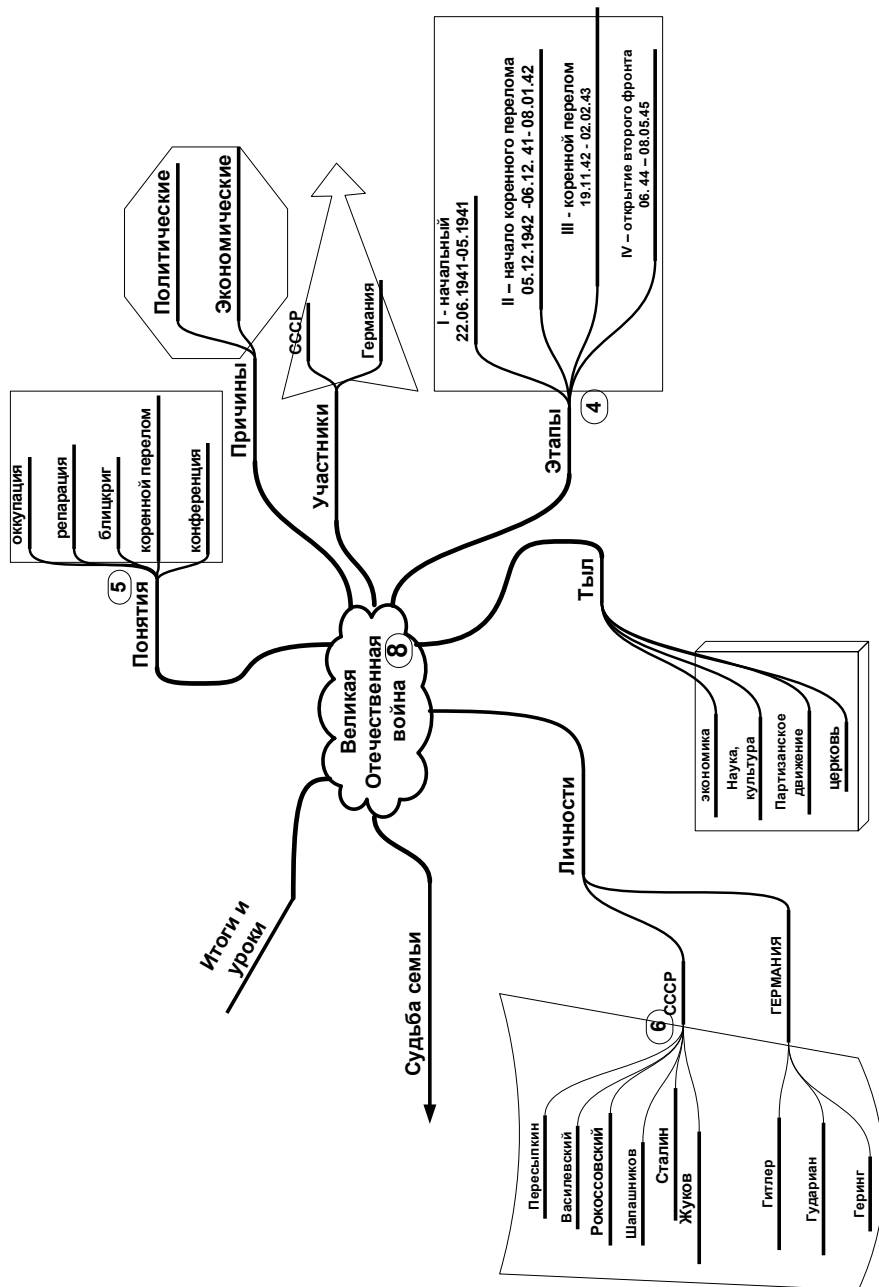 Великая
Отечественная
война
8
Понятия
5
оккупация
репарация
блицкриг
коренной перелом
конференция
Причины
Политические
Экономические
Участники
СССР
Германия
Этапы
4
I - начальный
22.06.1941-05.1941
II – начало коренного перелома
05.12.1942 -06.12. 41- 08.01.42
III - коренной перелом
19.11.42 - 02.02.43
IV – открытие второго фронта
06. 44 – 08.05.45
Тыл
экономика
Наука,
культура
Партизанское
движение
церковь
Личности
СССР
6
Пересыпкин
Василевский
Рокоссовский
Шапашников
Сталин
Жуков
ГЕРМАНИЯ
Гитлер
Гудариан
Геринг
Судьба семьи
Итоги и
уроки